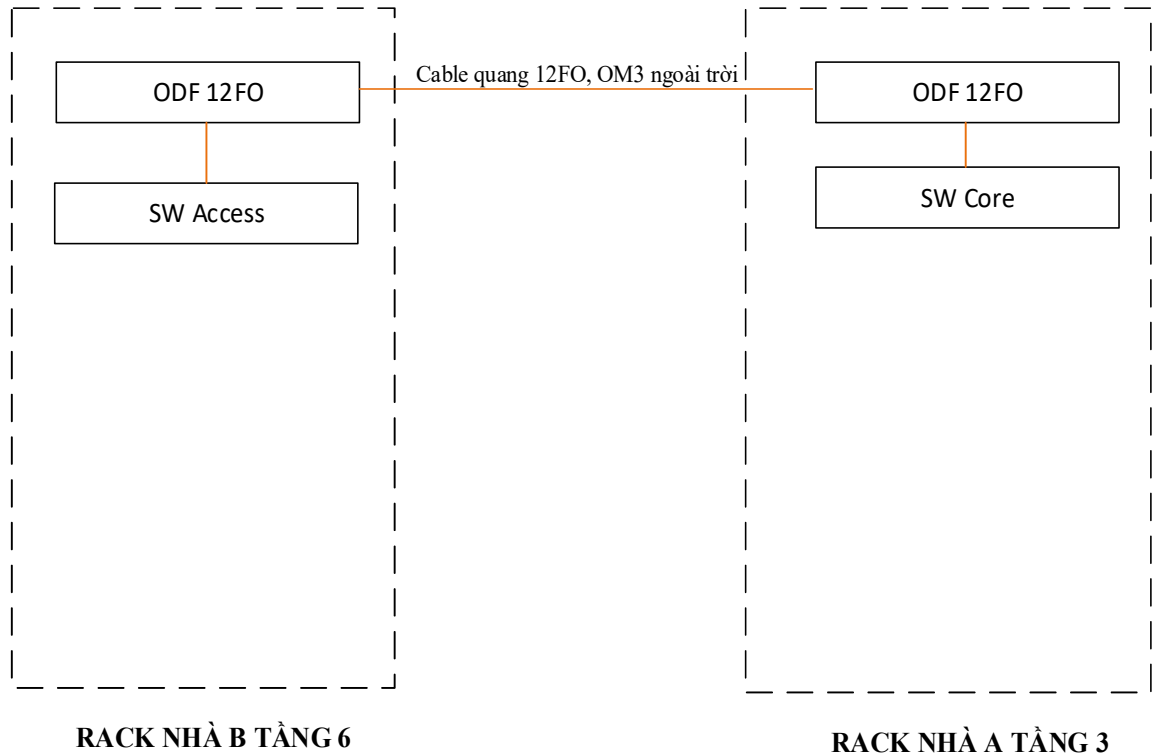 Cable quang 12FO, OM3 ngoài trời
ODF 12FO
ODF 12FO
SW Access
SW Core
RACK NHÀ B TẦNG 6
RACK NHÀ A TẦNG 3